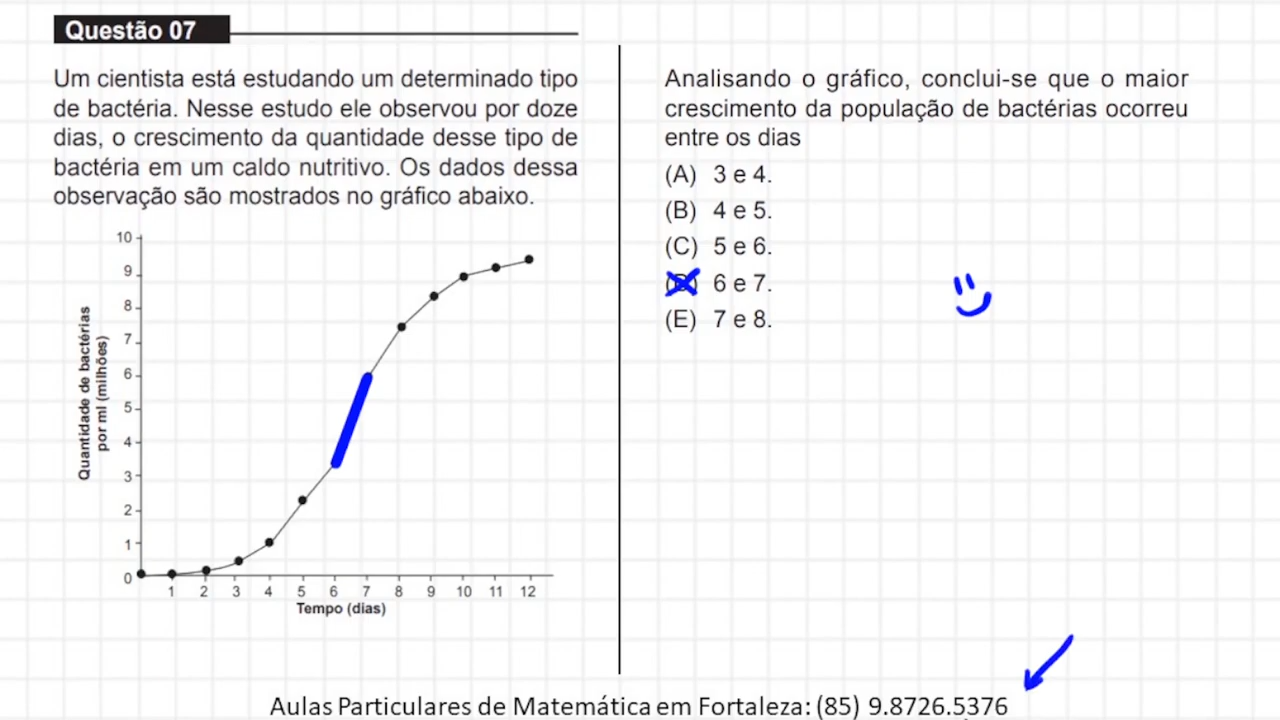 Questão 07
Um cientista está estudando um determinado tipo
de bactéria. Nesse estudo ele observou por doze
dias, o crescimento da quantidade desse tipo de
bactéria em um caldo nutritivo. Os dados dessa
observação são mostrados no gráfico abaixo.
10
9
8
7
6
5
4
3
2
1
0
Quantidade de bactérias
por ml (milhões)
1 2 3 4 5 6 7 8 9 10 11 12
Tempo (dias)
Analisando o gráfico, conclui-se que o maior
crescimento da população de bactérias ocorreu
entre os dias
(A) 3 e 4.
(B) 4 e 5.
(C) 5 e 6.
(D) 6 e 7.
(E) 7 e 8.
Aulas Particulares de Matemática em Fortaleza: (85) 9.8726.5376